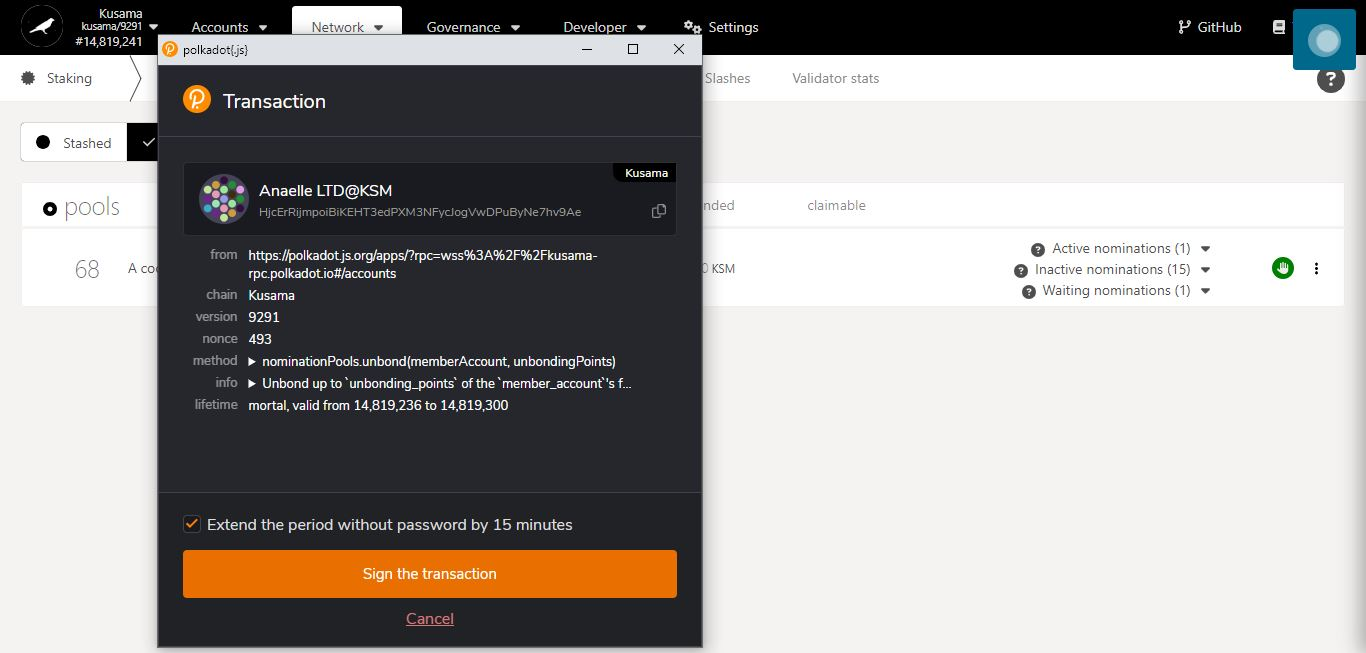 Kusama
kusama/9291
#14,819,241
Accounts
Network
Governance
Developer
Settings
GitHub
polkadot{.js}
Staking
Slashes
Validator stats
?
Transaction
Stashed
Kusama
Anaelle LTD@KSM
HjcErRijmpoiBiKEHT3edPXM3NFycJogVwDPuByNe7hv9Ae
pools
nded
claimable
from https://polkadot.js.org/apps/?rpc=wss%3A%2F%2Fkusama-
rpc.polkadot.io#/accounts
68
A coo
0 KSM
? Active nominations (1)
? Inactive nominations (15)
? Waiting nominations (1)
chain Kusama
version 9291
nonce 493
method nominationPools.unbond(memberAccount, unbondingPoints)
info Unbond up to `unbonding_points` of the `member_account`'s f...
lifetime mortal, valid from 14,819,236 to 14,819,300
Extend the period without password by 15 minutes
Sign the transaction
Cancel